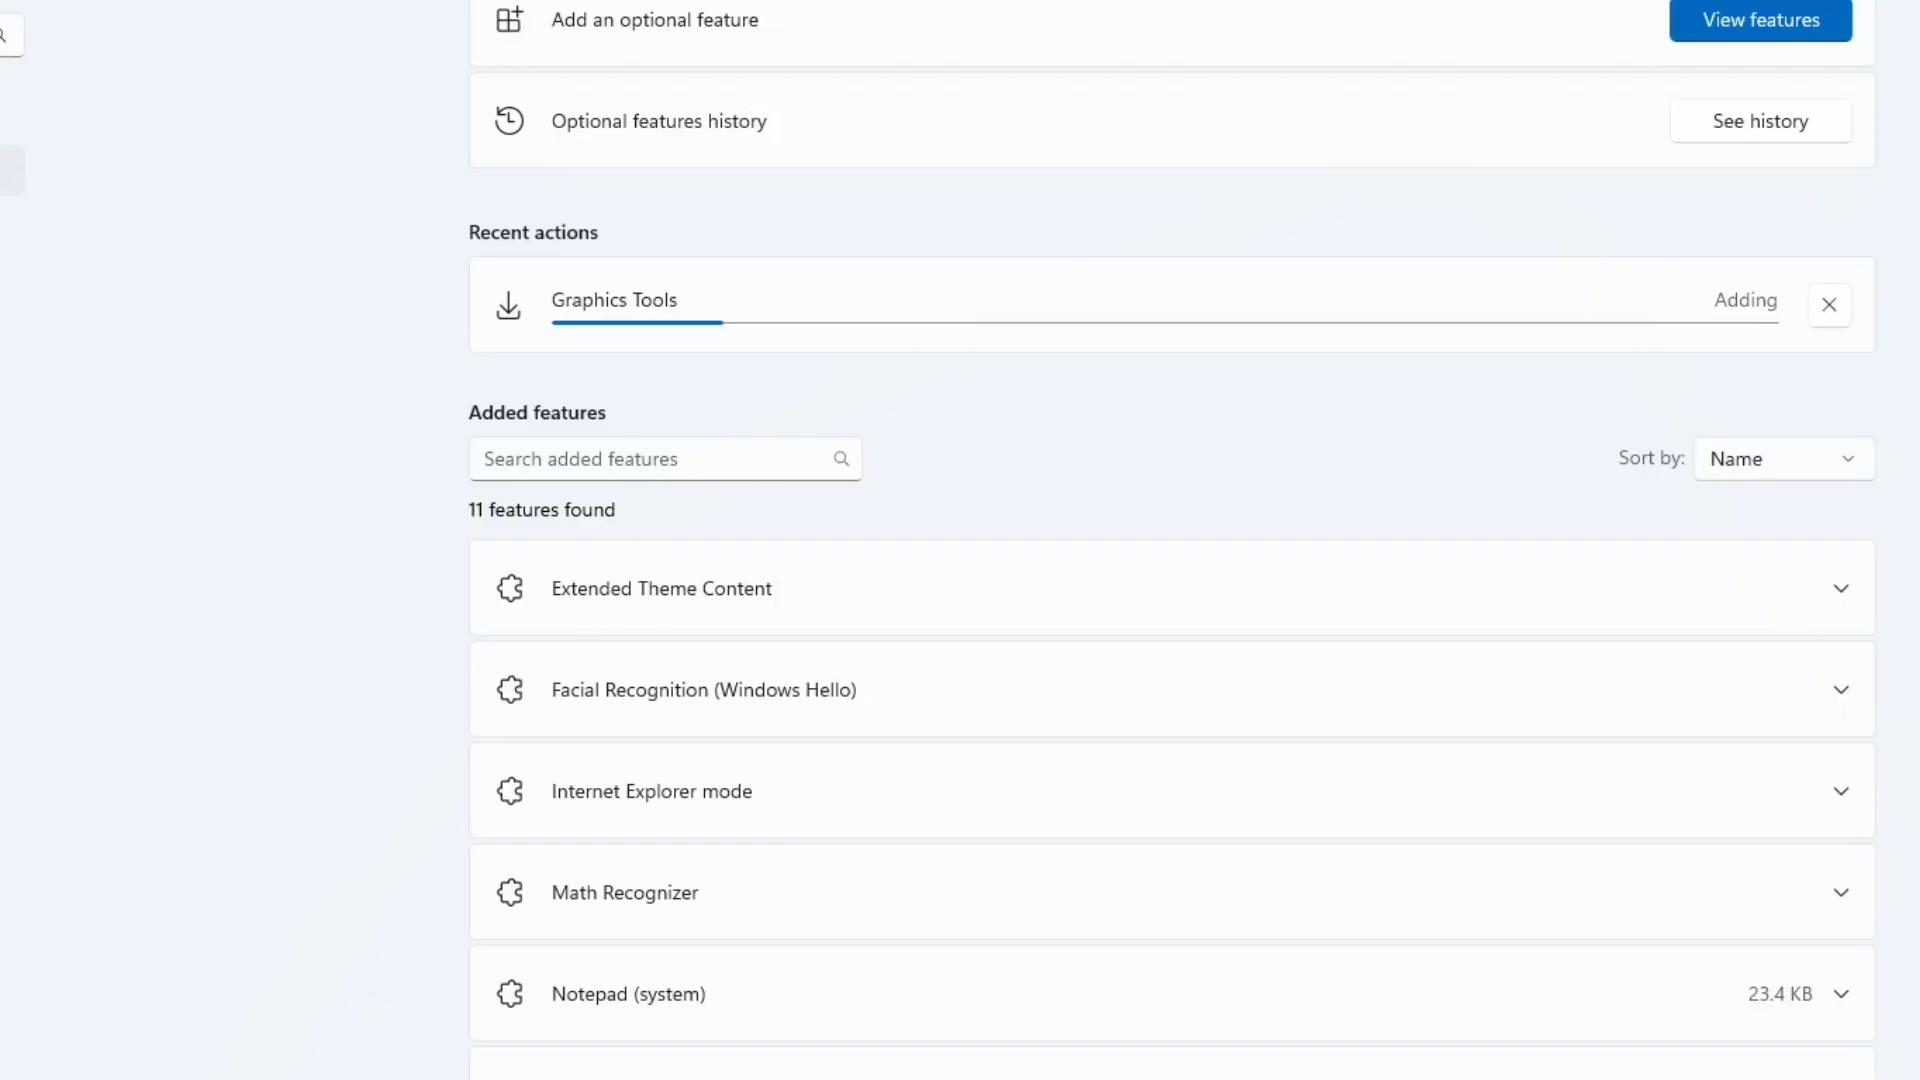 Add an optional feature
View features
Optional features history
See history
Recent actions
Graphics Tools
Adding
Added features
Search added features
Sort by:
Name
11 features found
Extended Theme Content
Facial Recognition (Windows Hello)
Internet Explorer mode
Math Recognizer
Notepad (system)
23.4 KB